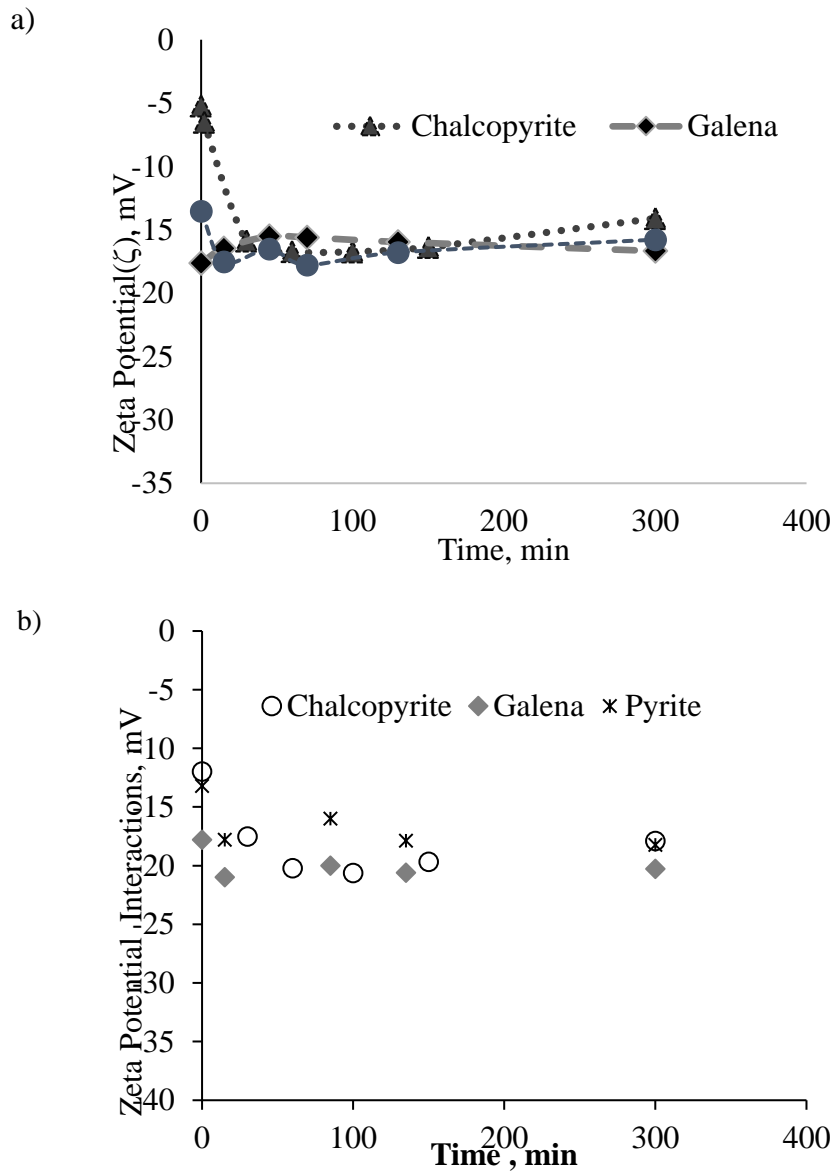 a)
0
-5
-10
-15
-20
-25
-30
-35
Zeta Potential(ζ), mV
Chalcopyrite
Galena
0 100 200 300 400
Time, min
b)
0
-5
-10
-15
-20
-25
-30
-35
-40
Zeta Potential Interactions, mV
Chalcopyrite Galena Pyrite
0 100 200 300 400
Time , min